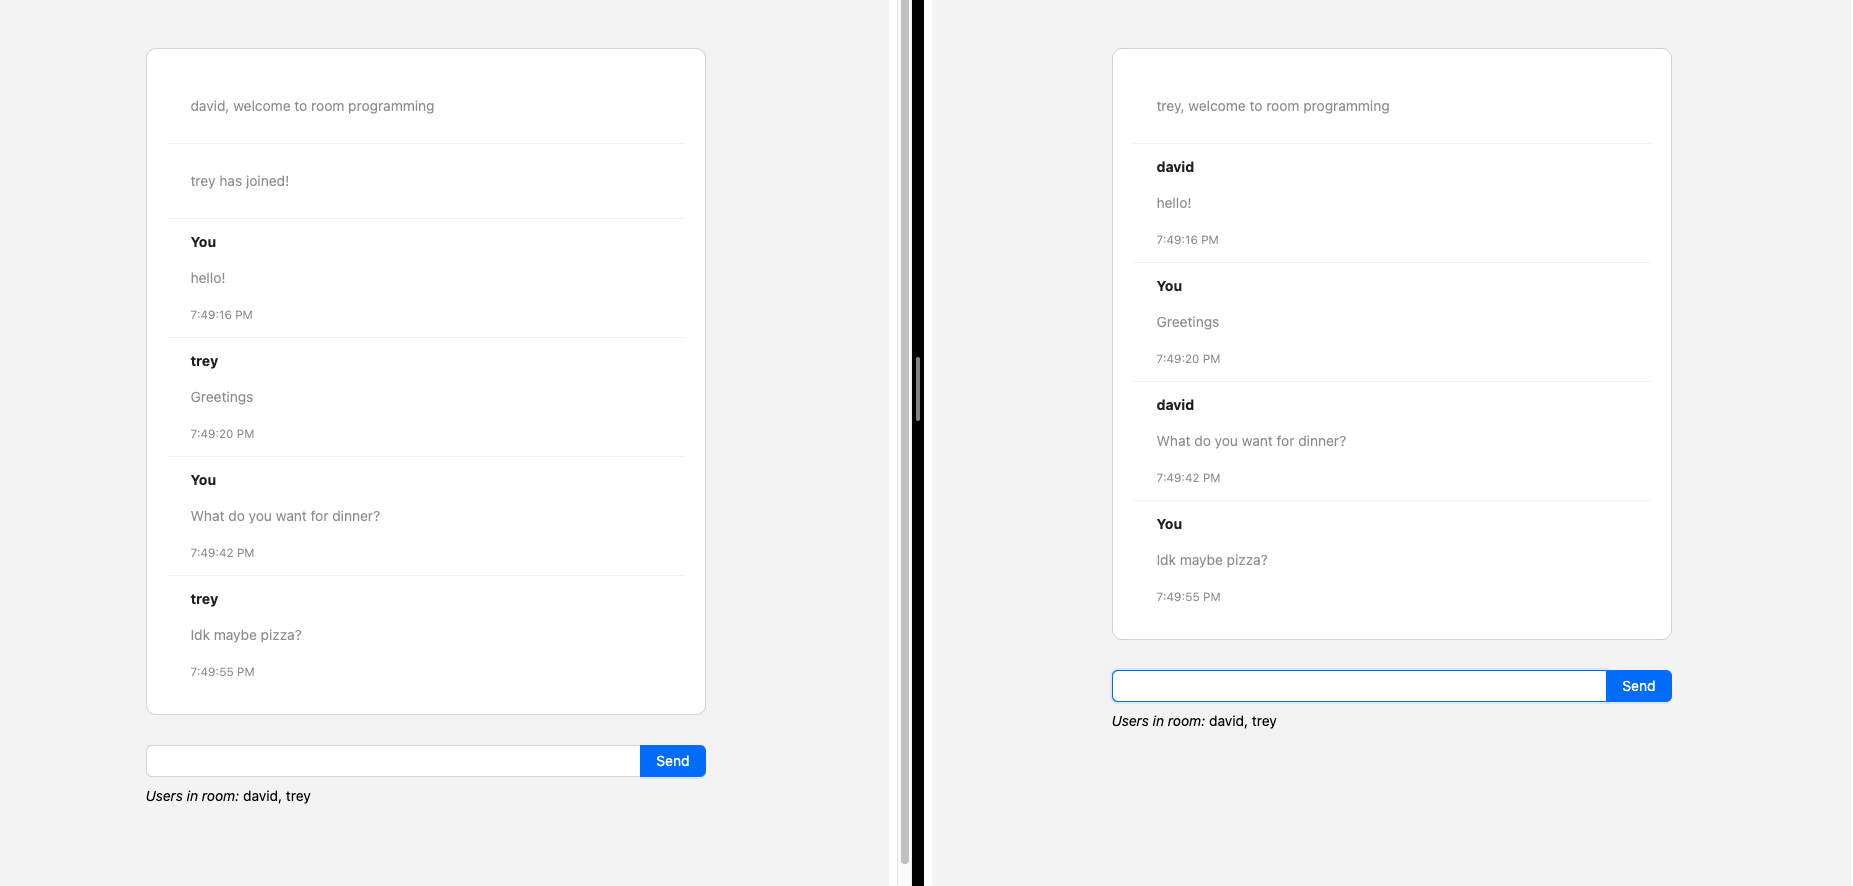 david, welcome to room programming
trey has joined!
You
hello!
7:49:16 PM
trey
Greetings
7:49:20 PM
You
What do you want for dinner?
7:49:42 PM
trey
Idk maybe pizza?
7:49:55 PM
Send
Users in room: david, trey
trey, welcome to room programming
david
hello!
7:49:16 PM
You
Greetings
7:49:20 PM
david
What do you want for dinner?
7:49:42 PM
You
Idk maybe pizza?
7:49:55 PM
Send
Users in room: david, trey